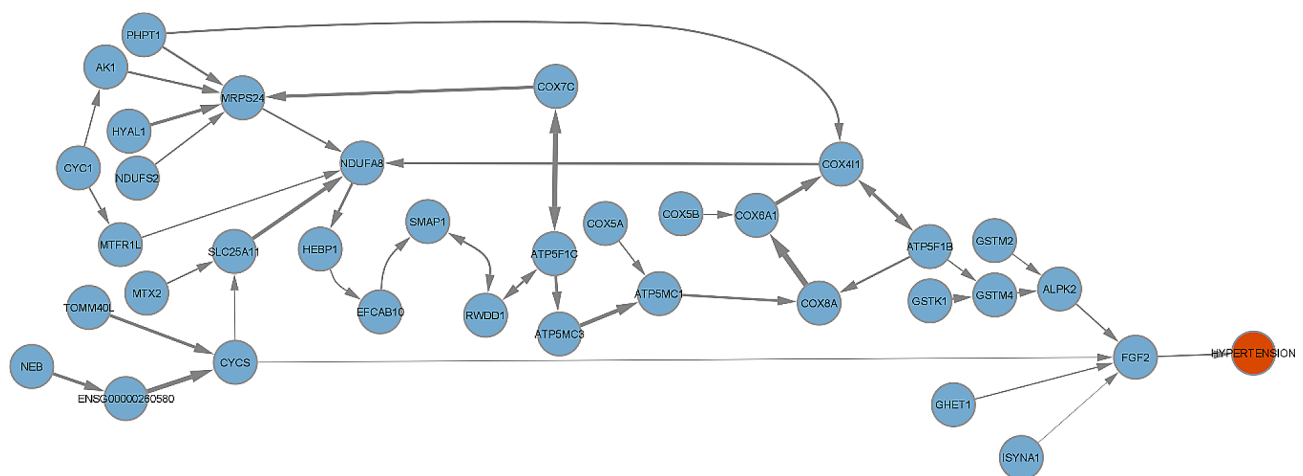 PHPT1
AK1
COX7C
MRPS24
HYAL1
NDUFA8
COX4I1
CYC1
NDUFS2
SMAP1
COX5B
COX6A1
COX5A
MTFR1L
SLC25A11
HEBP1
ATP5F1C
ATP5F1B
GSTM2
MTX2
ATP5MC1
GSTK1
GSTM4
ALPK2
TOMM40L
EFCAB10
RWDD1
COX8A
ATP5MC3
HYPERTENSION
FGF2
CYCS
NEB
ENSG00000260580
GHET1
ISYNA1